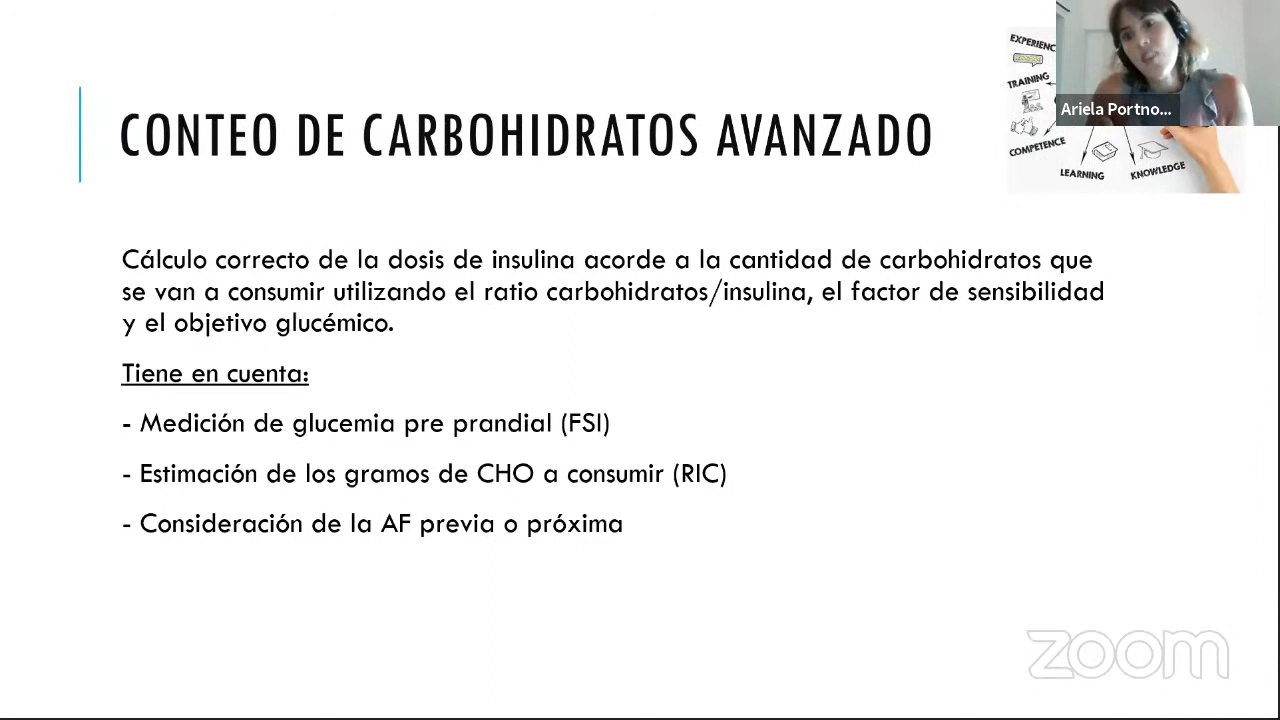 CONTEO DE CARBOHIDRATOS AVANZADO
Cálculo correcto de la dosis de insulina acorde a la cantidad de carbohidratos que
se van a consumir utilizando el ratio carbohidratos/insulina, el factor de sensibilidad
y el objetivo glucémico.
Tiene en cuenta:
- Medición de glucemia pre prandial (FSI)
- Estimación de los gramos de CHO a consumir (RIC)
- Consideración de la AF previa o próxima
TRAINING
COMPETENCE
LEARNING
KNOWLEDGE
Ariela Portno...
zoom